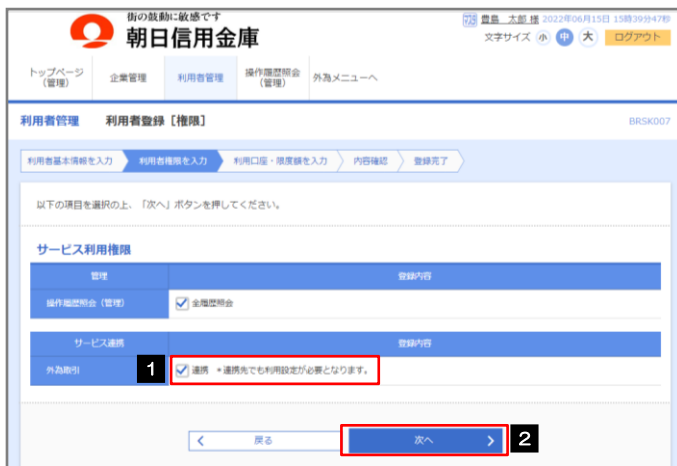 街の鼓動に敏感です
朝日信用金庫
豊島 太郎 様 2022年06月15日 15時39分47秒
文字サイズ 小 中 大 ログアウト
トップページ（管理） 企業管理 利用者管理 操作履歴照会（管理） 外為メニューへ
利用者管理 利用者登録［権限］ BRSK007
利用者基本情報を入力 利用者権限を入力 利用口座・限度額を入力 内容確認 登録完了
以下の項目を選択の上、「次へ」ボタンを押してください。
サービス利用権限
管理 登録内容
操作履歴照会（管理） 全履歴照会
サービス連携 登録内容
外為取引 1 連携 ＊連携先でも利用設定が必要となります。
戻る 次へ 2